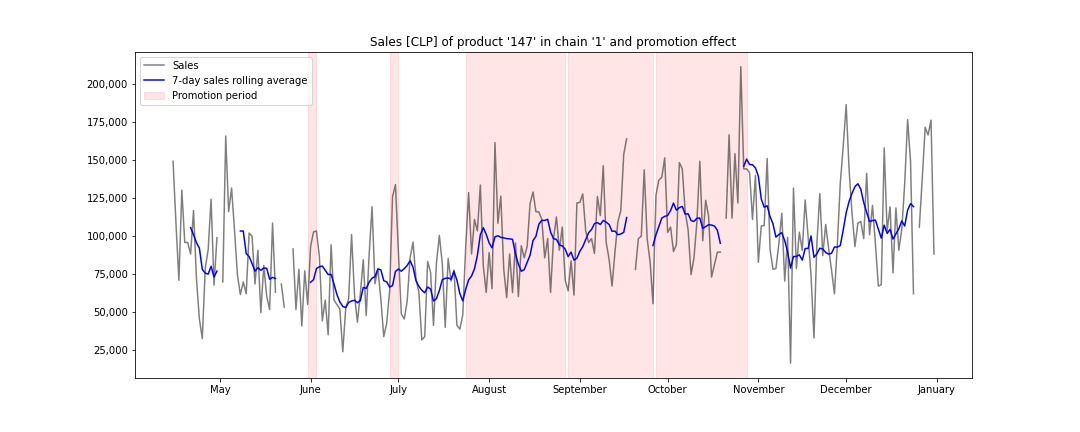 Sales [CLP] of product '147' in chain '1' and promotion effect
Sales
7-day sales rolling average
Promotion period
200,000
175,000
150,000
125,000
100,000
75,000
50,000
25,000
May June July August September October November December January